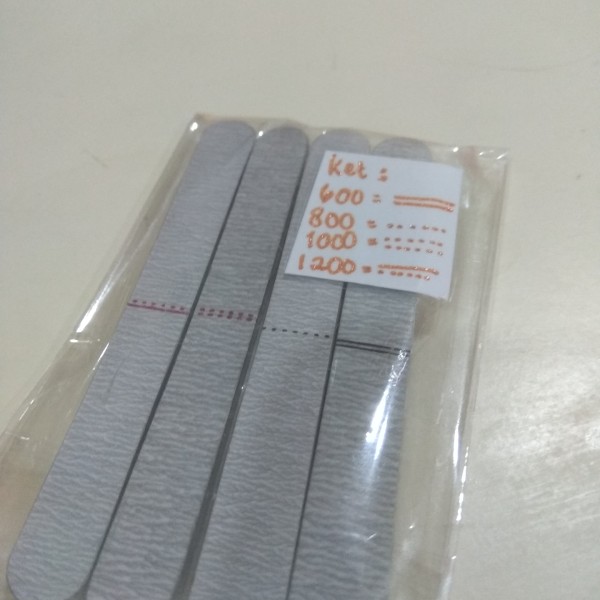 Ket :
600 =
800 =
1000 =
1200 =